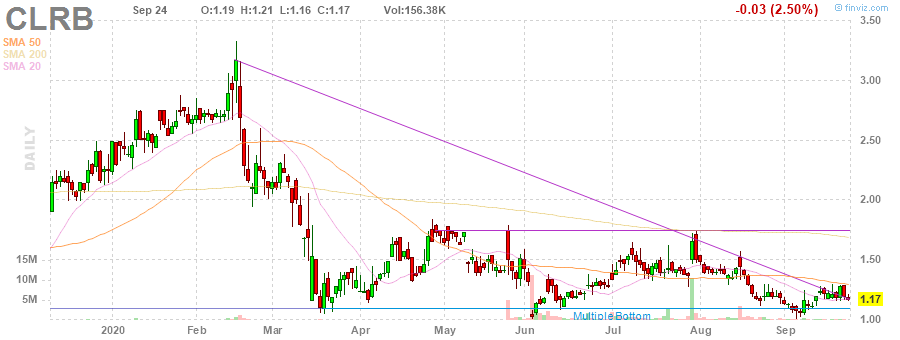 CLRB Sep 24 O:1.19 H:1.21 L:1.16 C:1.17 Vol:156.38K -0.03 (2.50%) finviz.com
SMA 50
SMA 200
SMA 20
3.50
3.00
2.50
DAILY
2.00
1.50
15M
10M
5M
1.17
Multiple Bottom
1.00
2020 Feb Mar Apr May Jun Jul Aug Sep